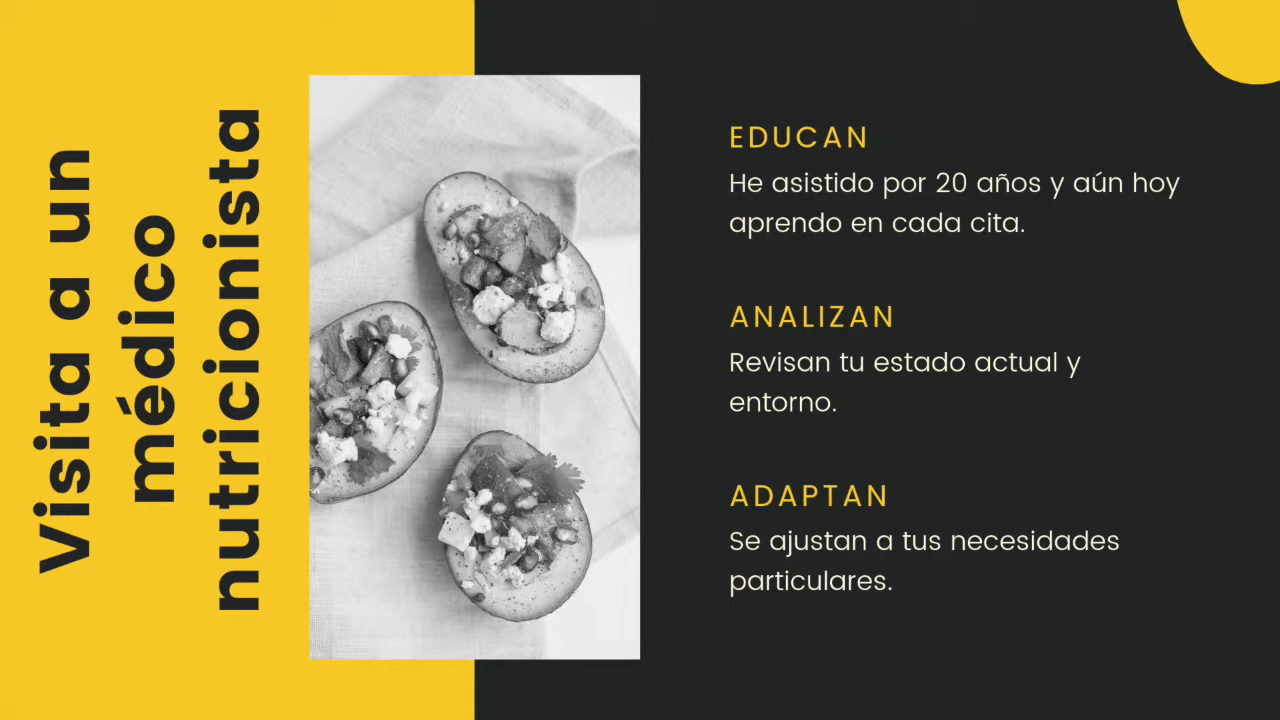 Visita a un
médico
nutricionista
EDUCAN
He asistido por 20 años y aún hoy
aprendo en cada cita.
ANALIZAN
Revisan tu estado actual y
entorno.
ADAPTAN
Se ajustan a tus necesidades
particulares.